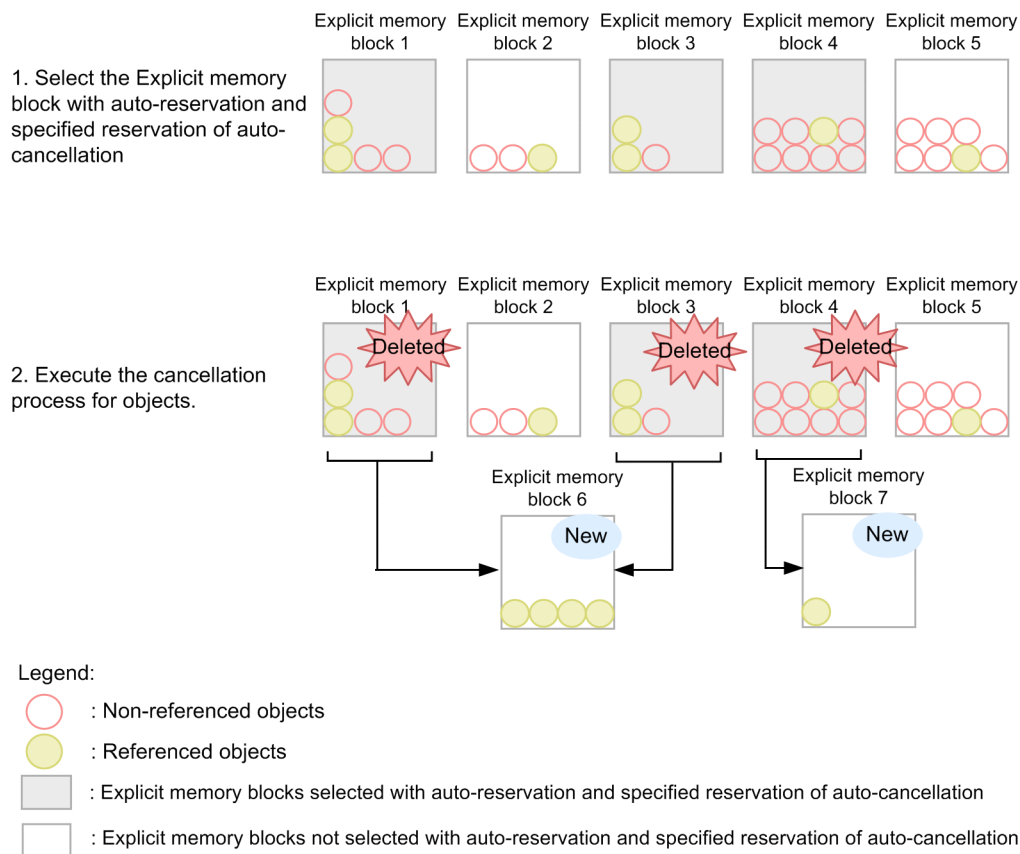 Explicit memory block 1
Explicit memory block 2
Explicit memory block 3
Explicit memory block 4
Explicit memory block 5
1. Select the Explicit memory
block with auto-reservation and
specified reservation of auto-
cancellation
Explicit memory block 1
Explicit memory block 2
Explicit memory block 3
Explicit memory block 4
Explicit memory block 5
Deleted
Deleted
Deleted
2. Execute the cancellation
process for objects.
Explicit memory block 6
New
Explicit memory block 7
New
Legend:
: Non-referenced objects
: Referenced objects
: Explicit memory blocks selected with auto-reservation and specified reservation of auto-cancellation
: Explicit memory blocks not selected with auto-reservation and specified reservation of auto-cancellation